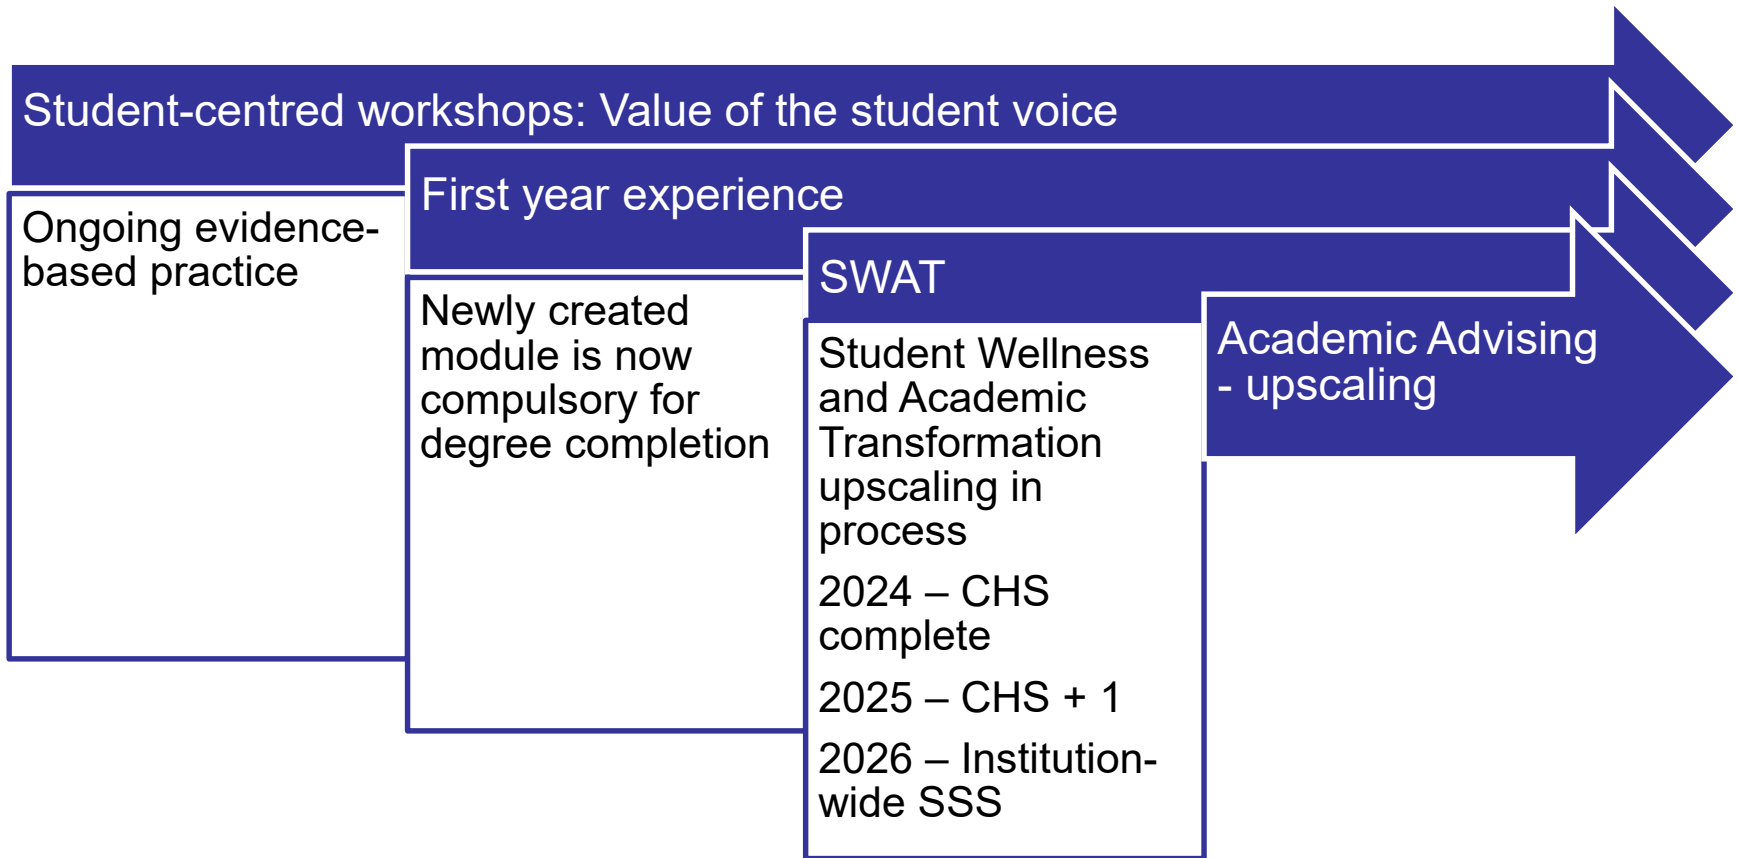 Student-centred workshops: Value of the student voice
Ongoing evidence-
based practice
First year experience
Newly created
module is now
compulsory for
degree completion
SWAT
Student Wellness
and Academic
Transformation
upscaling in
process
2024 – CHS
complete
2025 – CHS + 1
2026 – Institution-
wide SSS
Academic Advising
- upscaling